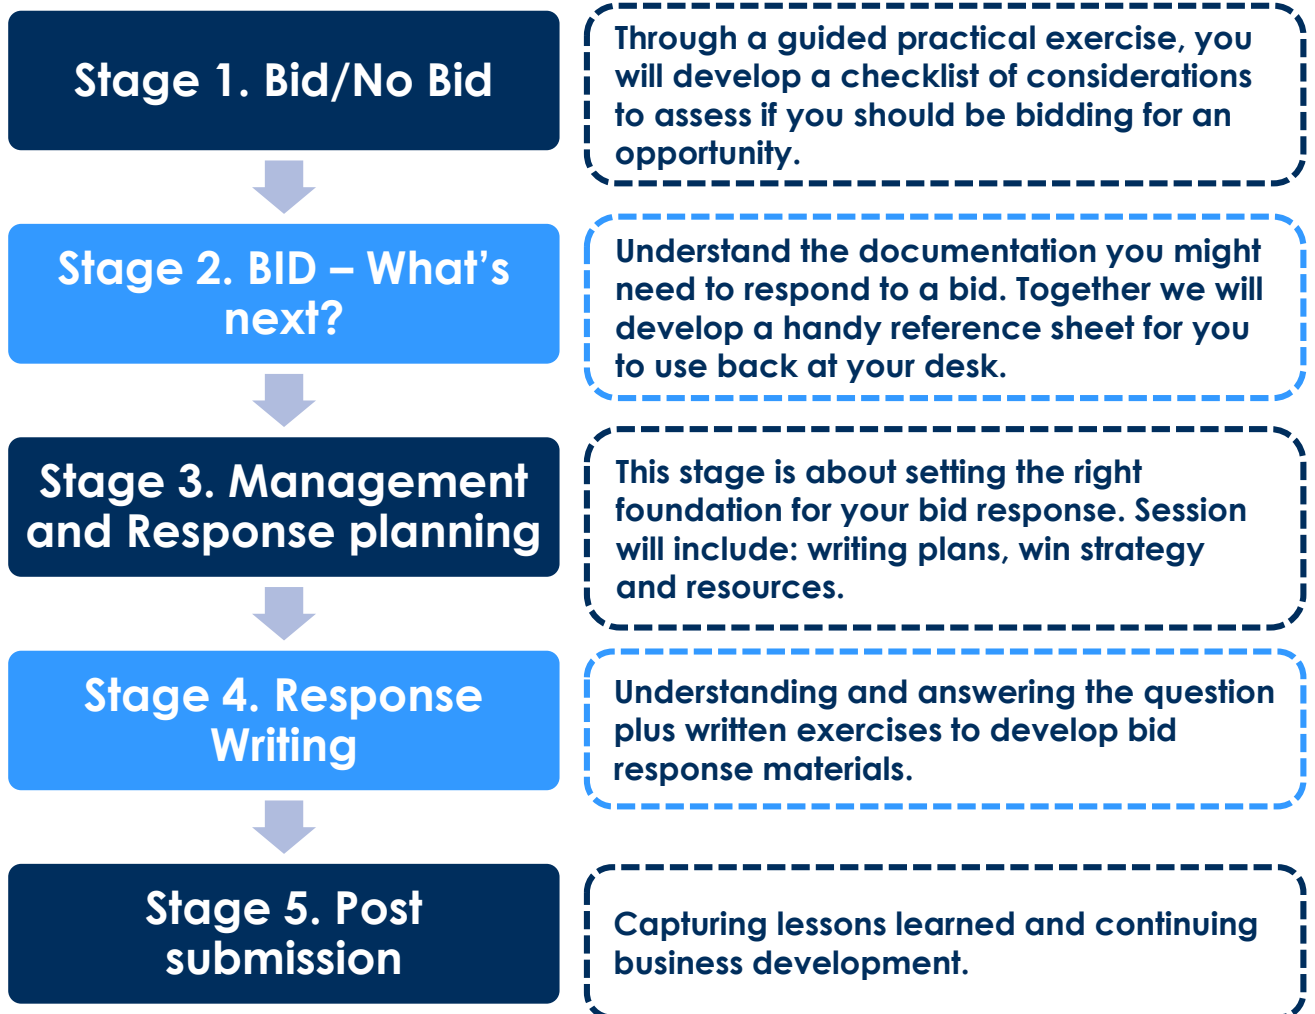 Stage 1. Bid/No Bid
Through a guided practical exercise, you
will develop a checklist of considerations
to assess if you should be bidding for an
opportunity.
Stage 2. BID – What’s
next?
Understand the documentation you might
need to respond to a bid. Together we will
develop a handy reference sheet for you
to use back at your desk.
Stage 3. Management
and Response planning
This stage is about setting the right
foundation for your bid response. Session
will include: writing plans, win strategy
and resources.
Stage 4. Response
Writing
Understanding and answering the question
plus written exercises to develop bid
response materials.
Stage 5. Post
submission
Capturing lessons learned and continuing
business development.